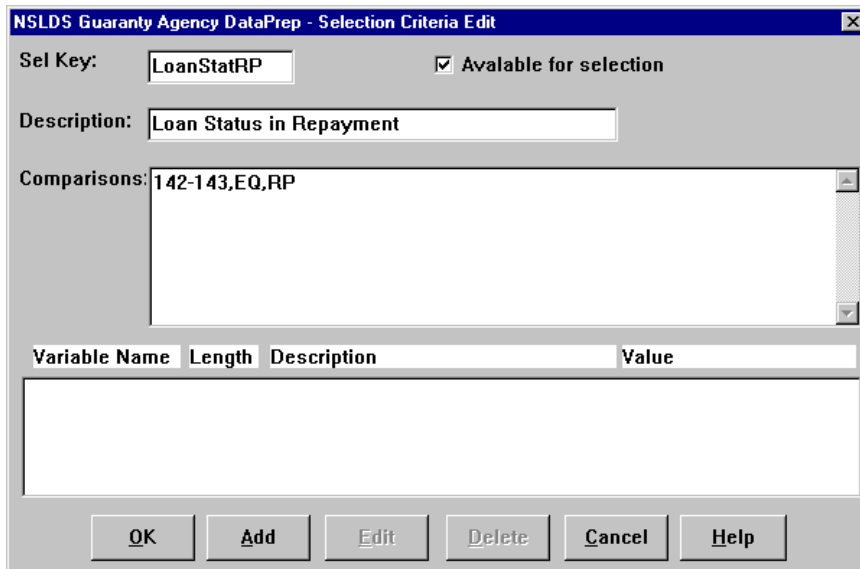 NSLDS Guaranty Agency DataPrep - Selection Criteria Edit
Sel Key: LoanStatRP Avalable for selection
Description: Loan Status in Repayment
Comparisons: 142-143,EQ,RP
Variable Name Length Description Value
OK Add Edit Delete Cancel Help